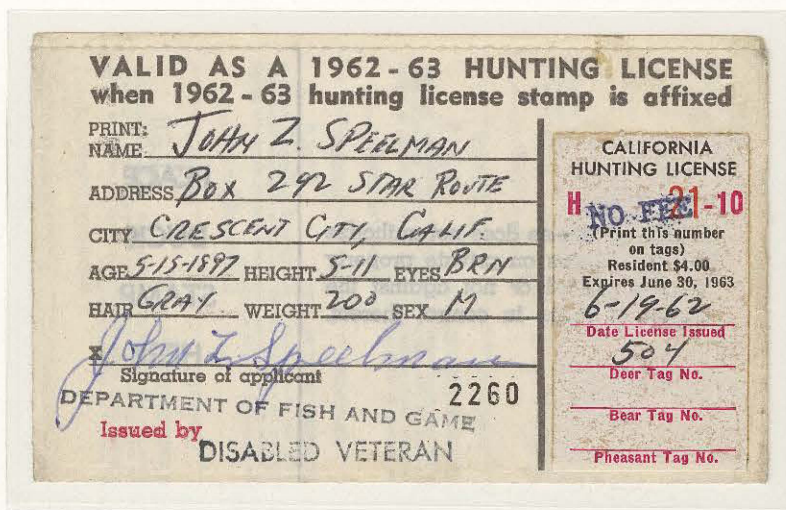 VALID AS A 1962-63 HUNTING LICENSE
when 1962-63 hunting license stamp is affixed
PRINT:
NAME JOHN Z. SPEELMAN
ADDRESS BOX 292 STAR ROUTE
CITY CRESCENT CITY, CALIF.
AGE 5-15-1897 HEIGHT 5-11 EYES BRN
HAIR GRAY WEIGHT 200 SEX M
X John Z. Speelman
Signature of applicant
2260
DEPARTMENT OF FISH AND GAME
Issued by
DISABLED VETERAN
CALIFORNIA
HUNTING LICENSE
H 21-10
NO FEE
(Print this number
on tags)
Resident $4.00
Expires June 30, 1963
6-19-62
Date License Issued
504
Deer Tag No.
Bear Tag No.
Pheasant Tag No.